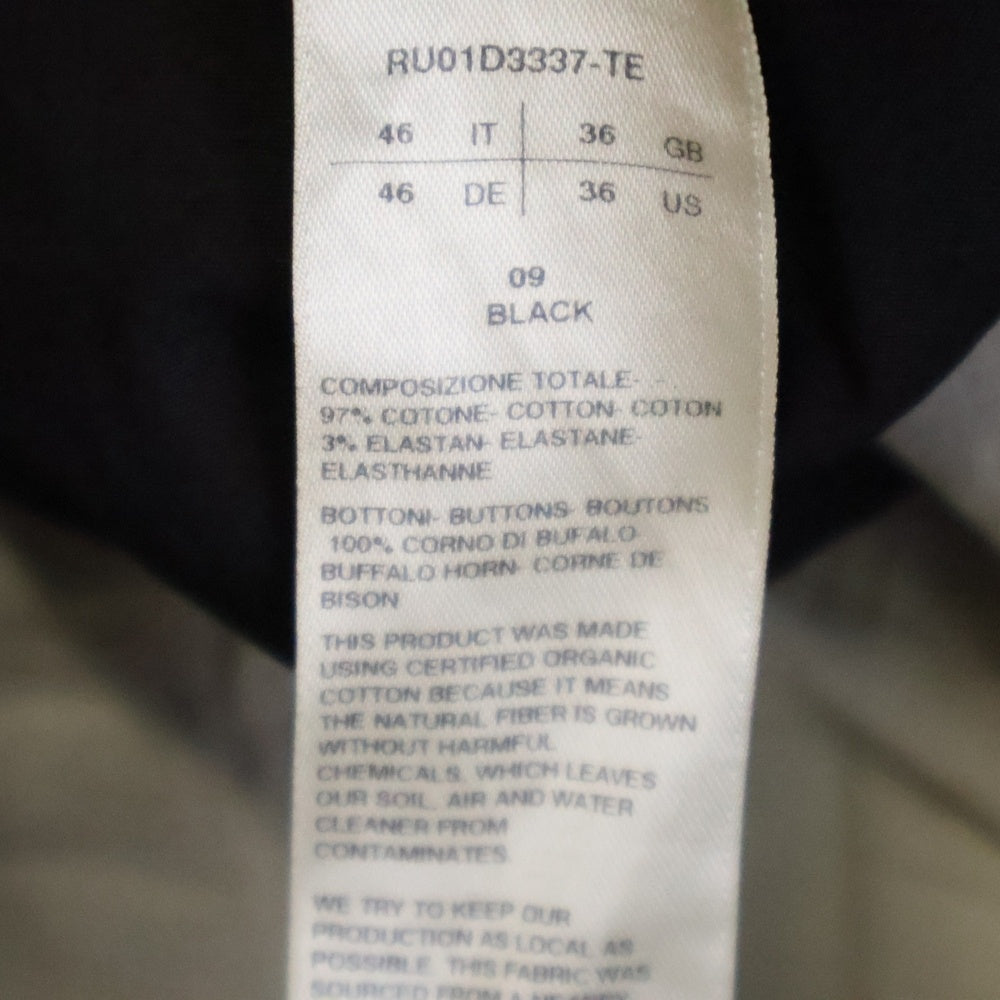 RU01D3337-TE
46 IT 36 GB
46 DE 36 US
09
BLACK
COMPOSIZIONE TOTALE- -
97% COTONE- COTTON- COTON
3% ELASTAN- ELASTANE-
ELASTHANNE
BOTTONI- BUTTONS- BOUTONS
100% CORNO DI BUFALO-
BUFFALO HORN- CORNE DE
BISON
THIS PRODUCT WAS MADE
USING CERTIFIED ORGANIC
COTTON BECAUSE IT MEANS
THE NATURAL FIBER IS GROWN
WITHOUT HARMFUL
CHEMICALS, WHICH LEAVES
OUR SOIL, AIR AND WATER
CLEANER FROM
CONTAMINATES.
WE TRY TO KEEP OUR
PRODUCTION AS LOCAL AS
POSSIBLE. THIS FABRIC WAS
SOURCED FROM A